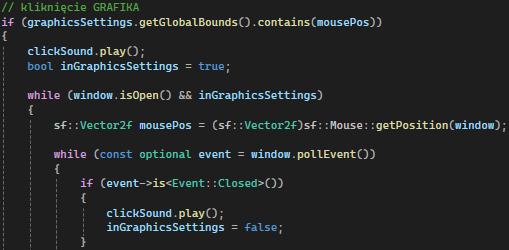 // kliknięcie GRAFIKA
if (graphicsSettings.getGlobalBounds().contains(mousePos))
{
    clickSound.play();
    bool inGraphicsSettings = true;

    while (window.isOpen() && inGraphicsSettings)
    {
        sf::Vector2f mousePos = (sf::Vector2f)sf::Mouse::getPosition(window);

        while (const optional event = window.pollEvent())
        {
            if (event->is<Event::Closed>())
            {
                clickSound.play();
                inGraphicsSettings = false;
            }